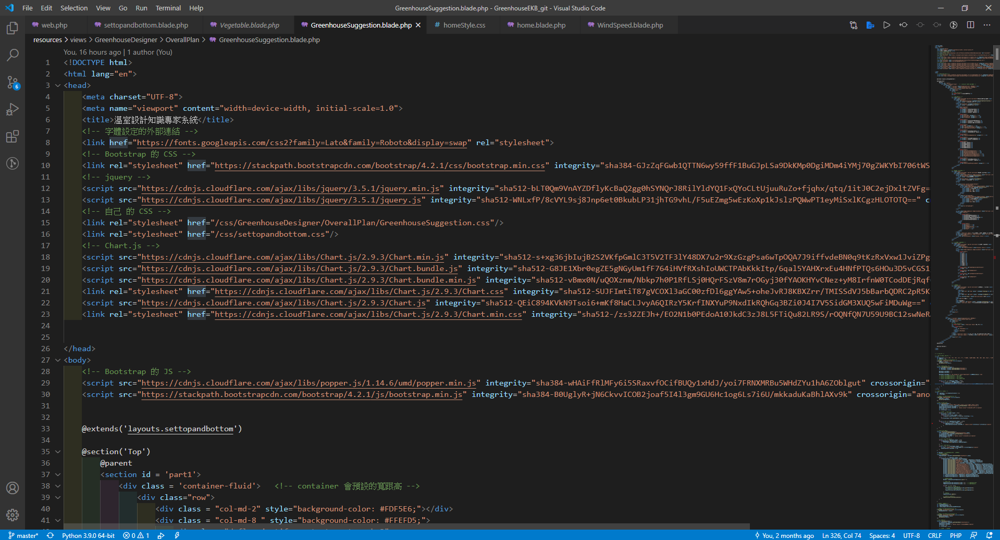 File Edit Selection View Go Run Terminal Help GreenhouseSuggestion.blade.php - GreenhouseEKB_git - Visual Studio Code
web.php settopandbottom.blade.php Vegetable.blade.php GreenhouseSuggestion.blade.php homeStyle.css home.blade.php WindSpeed.blade.php
resources > views > GreenhouseDesigner > OverallPlan > GreenhouseSuggestion.blade.php
You, 16 hours ago | 1 author (You)
1 <!DOCTYPE html>
2 <html lang="en">
3 <head>
4 <meta charset="UTF-8">
5 <meta name="viewport" content="width=device-width, initial-scale=1.0">
6 <title>溫室設計知識專家系統</title>
7 <!-- 字體設定的外部連結 -->
8 <link href="https://fonts.googleapis.com/css2?family=Lato&family=Roboto&display=swap" rel="stylesheet">
9 <!-- Bootstrap 的 CSS -->
10 <link rel="stylesheet" href="https://stackpath.bootstrapcdn.com/bootstrap/4.2.1/css/bootstrap.min.css" integrity="sha384-GJzZqFGwb1QTTN6wy59ffF1BuGJpLSa9DkKMp0DgiMDm4iYMj70gZWKYbI706tWS
11 <!-- jquery -->
12 <script src="https://cdnjs.cloudflare.com/ajax/libs/jquery/3.5.1/jquery.min.js" integrity="sha512-bLT0Qm9VnAYZDflyKcBaQ2gg0hSYNQrJ8RilYldYQ1FxQYoCLtUjuuRuZo+fjqhx/qtq/1itJ0C2ejDxltZVFg=
13 <script src="https://cdnjs.cloudflare.com/ajax/libs/jquery/3.5.1/jquery.js" integrity="sha512-WNLxfP/8cVYL9sj8Jnp6et0BkubLP31jhTG9vhL/F5uEZmg5wEzKoXp1kJslzPQWwPT1eyMiSxlKCgzHLOTOTQ==" c
14 <!-- 自己 的 CSS -->
15 <link rel="stylesheet" href="/css/GreenhouseDesigner/OverallPlan/GreenhouseSuggestion.css"/>
16 <link rel="stylesheet" href="/css/settopandbottom.css"/>
17 <!-- Chart.js -->
18 <script src="https://cdnjs.cloudflare.com/ajax/libs/Chart.js/2.9.3/Chart.min.js" integrity="sha512-s+xg36jbIujB2S2VKfpGmlC3T5V2TF3lY48DX7u2r9XzGzgPsa6wTpOQA7J9iffvdeBN0q9tKzRxVxw1JviZPg
19 <script src="https://cdnjs.cloudflare.com/ajax/libs/Chart.js/2.9.3/Chart.bundle.js" integrity="sha512-G8JE1Xbr0egZE5gNGyUm1fF764iHVfRXshIoUWCTPAbKkkItp/6qal5YAHXrxEu4HNfPTQs6HOu3D5vCGS1
20 <script src="https://cdnjs.cloudflare.com/ajax/libs/Chart.js/2.9.3/Chart.bundle.min.js" integrity="sha512-vBmx0N/uQOXznm/Nbkp7h0P1RfLSj0HQrFSzV8m7rOGyj30fYAOKHYvCNez+yM8IrfnW0TCodDEjRqf
21 <link rel="stylesheet" href="https://cdnjs.cloudflare.com/ajax/libs/Chart.js/2.9.3/Chart.css" integrity="sha512-SUJFImtiT87gVCOXl3aGC00zfDl6ggYAw5+oheJvRJ8KBXZrr/TMISSdVJ5bBarbQDRC2pR5K
22 <script src="https://cdnjs.cloudflare.com/ajax/libs/Chart.js/2.9.3/Chart.js" integrity="sha512-QEiC894KVkN9Tsoi6+mKf8HaCLJvyA6QIRzY5KrfINXYuP9NxdIkRQhGq3BZi0J4I7V5SidGM3XUQ5wFiMDuWg=="
23 <link rel="stylesheet" href="https://cdnjs.cloudflare.com/ajax/libs/Chart.js/2.9.3/Chart.min.css" integrity="sha512-/zs32ZEJh+/EO2N1b0PEdoA10JkdC3zJ8L5FTiQu82LR9S/rOQNfQN7U59U9BC12swNeR
24
25
26 </head>
27 <body>
28 <!-- Bootstrap 的 JS -->
29 <script src="https://cdnjs.cloudflare.com/ajax/libs/popper.js/1.14.6/umd/popper.min.js" integrity="sha384-wHAiFfRlMFy6i5SRaxvfOCifBUQy1xHdJ/yoi7FRNXMRBu5WHdZYu1hA6ZOblgut" crossorigin="
30 <script src="https://stackpath.bootstrapcdn.com/bootstrap/4.2.1/js/bootstrap.min.js" integrity="sha384-B0UglyR+jN6CkvvICOB2joaf5I4l3gm9GU6Hc1og6Ls7i6U/mkkaduKaBhlAXv9k" crossorigin="ano
31
32
33 @extends('layouts.settopandbottom')
34
35 @section('Top')
36 @parent
37 <section id = 'part1'>
38 <div class = 'container-fluid'> <!-- container 會預設的寬跟高 -->
39 <div class="row">
40 <div class = "col-md-2" style="background-color: #FDF5E6;"></div>
41 <div class = "col-md-8 " style="background-color: #FFEFD5;">
6
master* Python 3.9.0 64-bit 0 1 You, 2 months ago Ln 326, Col 74 Spaces: 4 UTF-8 CRLF PHP